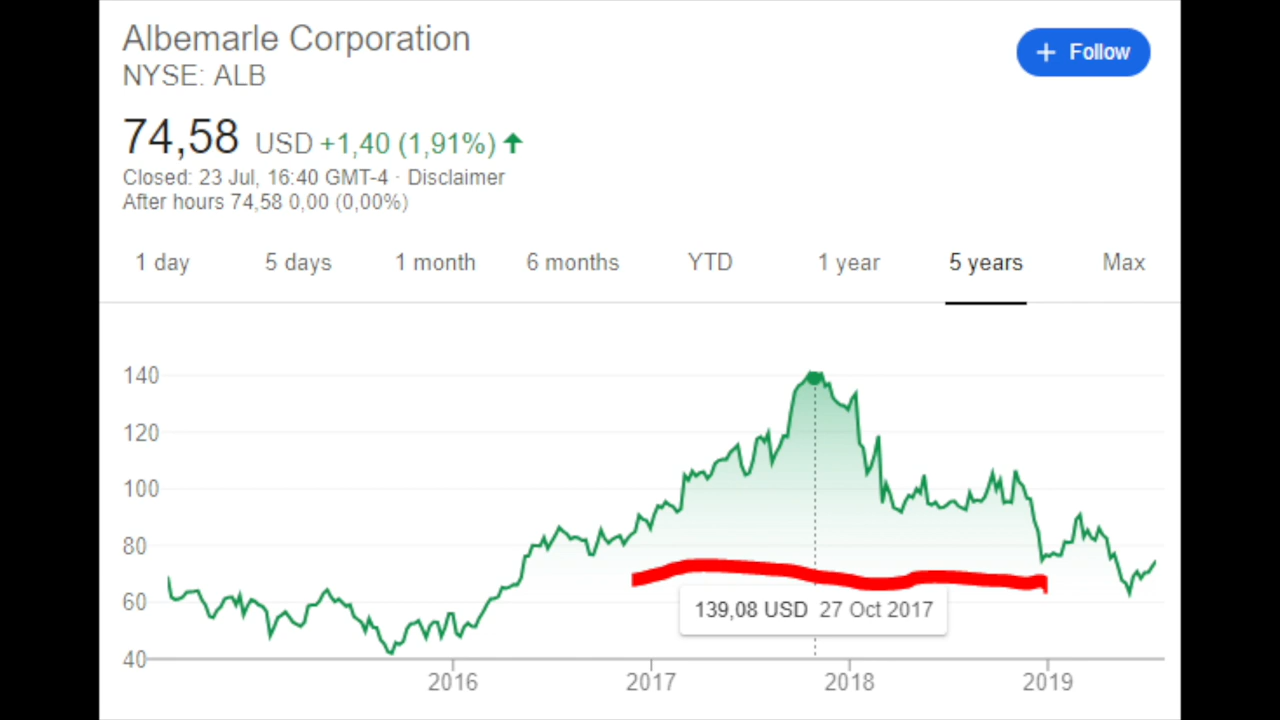 Albemarle Corporation
NYSE: ALB
+ Follow
74,58 USD +1,40 (1,91%) ↑
Closed: 23 Jul, 16:40 GMT-4 · Disclaimer
After hours 74,58 0,00 (0,00%)
1 day 5 days 1 month 6 months YTD 1 year 5 years Max
140
120
100
80
60
139,08 USD 27 Oct 2017
40
2016 2017 2018 2019